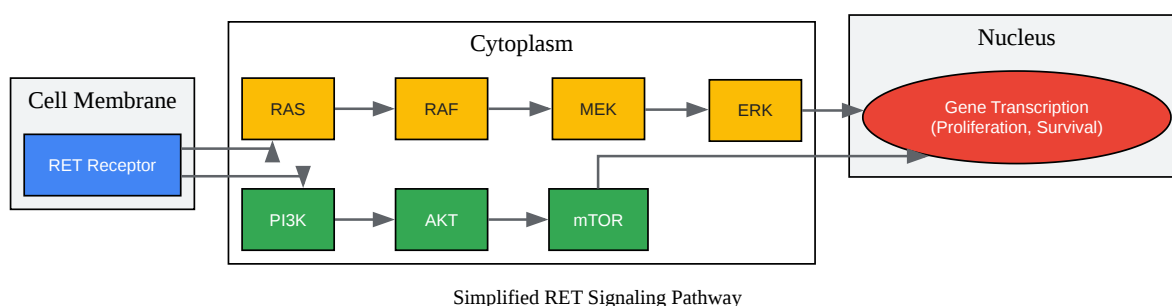 Cell Membrane
RET Receptor
Cytoplasm
RAS
RAF
MEK
ERK
PI3K
AKT
mTOR
Nucleus
Gene Transcription
(Proliferation, Survival)
Simplified RET Signaling Pathway